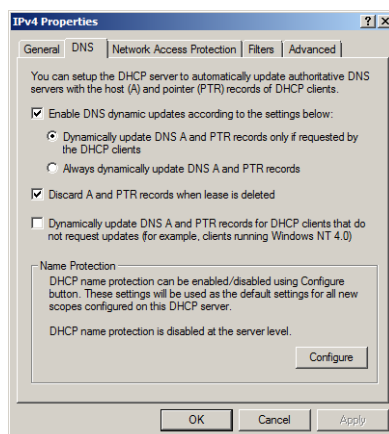 IPv4 Properties
General DNS Network Access Protection Filters Advanced
You can setup the DHCP server to automatically update authoritative DNS
servers with the host (A) and pointer (PTR) records of DHCP clients.
Enable DNS dynamic updates according to the settings below:
Dynamically update DNS A and PTR records only if requested by
the DHCP clients
Always dynamically update DNS A and PTR records
Discard A and PTR records when lease is deleted
Dynamically update DNS A and PTR records for DHCP clients that do
not request updates (for example, clients running Windows NT 4.0)
Name Protection
DHCP name protection can be enabled/disabled using Configure
button. These settings will be used as the default settings for all new
scopes configured on this DHCP server.
DHCP name protection is disabled at the server level.
Configure
OK Cancel Apply